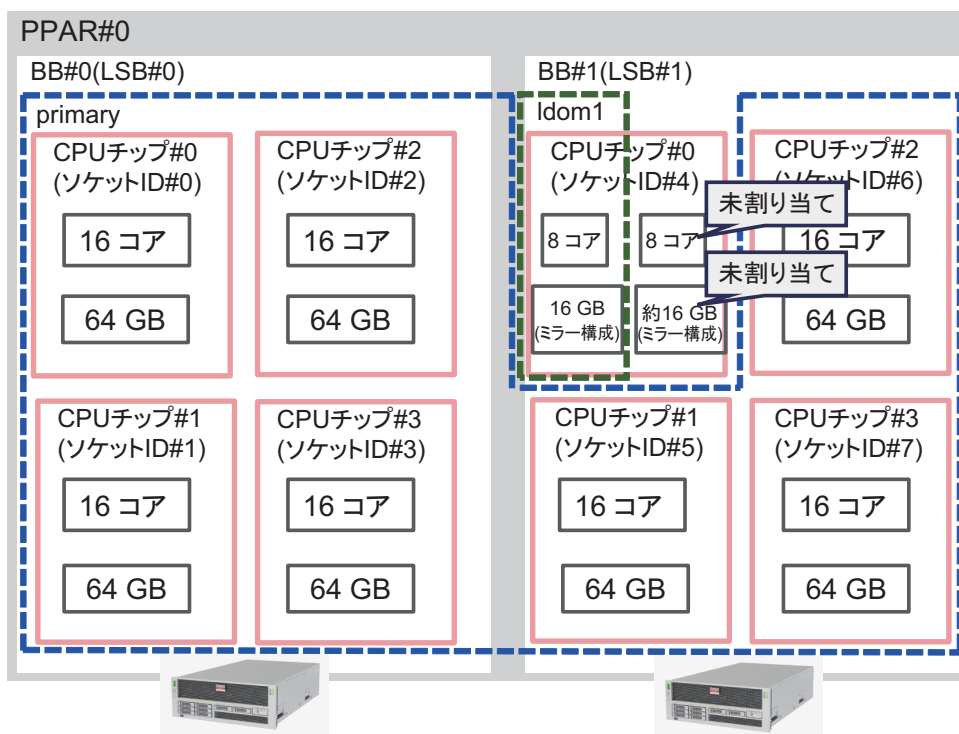 PPAR#0
BB#0(LSB#0)
primary
CPUチップ#0
(ソケットID#0)
16 コア
64 GB
CPUチップ#2
(ソケットID#2)
16 コア
64 GB
CPUチップ#1
(ソケットID#1)
16 コア
64 GB
CPUチップ#3
(ソケットID#3)
16 コア
64 GB
BB#1(LSB#1)
ldom1
CPUチップ#0
(ソケットID#4)
8 コア
8 コア
未割り当て
16 GB
(ミラー構成)
約16 GB
(ミラー構成)
未割り当て
CPUチップ#2
(ソケットID#6)
16 コア
64 GB
CPUチップ#1
(ソケットID#5)
16 コア
64 GB
CPUチップ#3
(ソケットID#7)
16 コア
64 GB